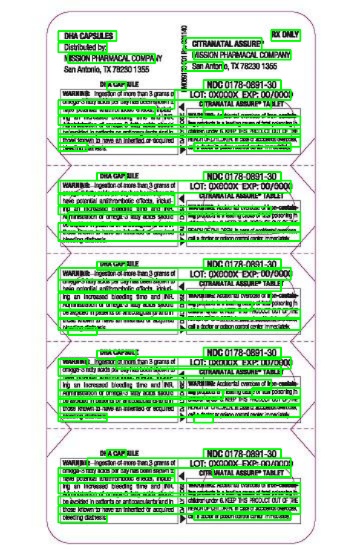 DHA CAPSULES
Distributed by:
MISSION PHARMACAL COMPANY
San Antonio, TX 78230 1355
RX ONLY
CITRANATAL ASSURE®
MISSION PHARMACAL COMPANY
San Antonio, TX 78230 1355
DHA CAPSULE
WARNING: Ingestion of more than 3 grams of
omega-3 fatty acids per day has been shown to
have potential antithrombotic effects, includ-
ing an increased bleeding time and INR.
Administration of omega-3 fatty acids should
be avoided in patients on anticoagulants and in
those known to have an inherited or acquired
bleeding diathesis.
NDC 0178-0891-30
LOT: 0X000X EXP: 00/000X
CITRANATAL ASSURE® TABLET
WARNING: Accidental overdose of iron-contain-
ing products is a leading cause of fatal poisoning in
children under 6. KEEP THIS PRODUCT OUT OF THE
REACH OF CHILDREN. In case of accidental overdose,
call a doctor or poison control center immediately.
DHA CAPSULE
WARNING: Ingestion of more than 3 grams of
omega-3 fatty acids per day has been shown to
have potential antithrombotic effects, includ-
ing an increased bleeding time and INR.
Administration of omega-3 fatty acids should
be avoided in patients on anticoagulants and in
those known to have an inherited or acquired
bleeding diathesis.
NDC 0178-0891-30
LOT: 0X000X EXP: 00/000X
CITRANATAL ASSURE® TABLET
WARNING: Accidental overdose of iron-contain-
ing products is a leading cause of fatal poisoning in
children under 6. KEEP THIS PRODUCT OUT OF THE
REACH OF CHILDREN. In case of accidental overdose,
call a doctor or poison control center immediately.
DHA CAPSULE
WARNING: Ingestion of more than 3 grams of
omega-3 fatty acids per day has been shown to
have potential antithrombotic effects, includ-
ing an increased bleeding time and INR.
Administration of omega-3 fatty acids should
be avoided in patients on anticoagulants and in
those known to have an inherited or acquired
bleeding diathesis.
NDC 0178-0891-30
LOT: 0X000X EXP: 00/000X
CITRANATAL ASSURE® TABLET
WARNING: Accidental overdose of iron-contain-
ing products is a leading cause of fatal poisoning in
children under 6. KEEP THIS PRODUCT OUT OF THE
REACH OF CHILDREN. In case of accidental overdose,
call a doctor or poison control center immediately.
DHA CAPSULE
WARNING: Ingestion of more than 3 grams of
omega-3 fatty acids per day has been shown to
have potential antithrombotic effects, includ-
ing an increased bleeding time and INR.
Administration of omega-3 fatty acids should
be avoided in patients on anticoagulants and in
those known to have an inherited or acquired
bleeding diathesis.
NDC 0178-0891-30
LOT: 0X000X EXP: 00/000X
CITRANATAL ASSURE® TABLET
WARNING: Accidental overdose of iron-contain-
ing products is a leading cause of fatal poisoning in
children under 6. KEEP THIS PRODUCT OUT OF THE
REACH OF CHILDREN. In case of accidental overdose,
call a doctor or poison control center immediately.
DHA CAPSULE
WARNING: Ingestion of more than 3 grams of
omega-3 fatty acids per day has been shown to
have potential antithrombotic effects, includ-
ing an increased bleeding time and INR.
Administration of omega-3 fatty acids should
be avoided in patients on anticoagulants and in
those known to have an inherited or acquired
bleeding diathesis.
NDC 0178-0891-30
LOT: 0X000X EXP: 00/000X
CITRANATAL ASSURE® TABLET
WARNING: Accidental overdose of iron-contain-
ing products is a leading cause of fatal poisoning in
children under 6. KEEP THIS PRODUCT OUT OF THE
REACH OF CHILDREN. In case of accidental overdose,
call a doctor or poison control center immediately.